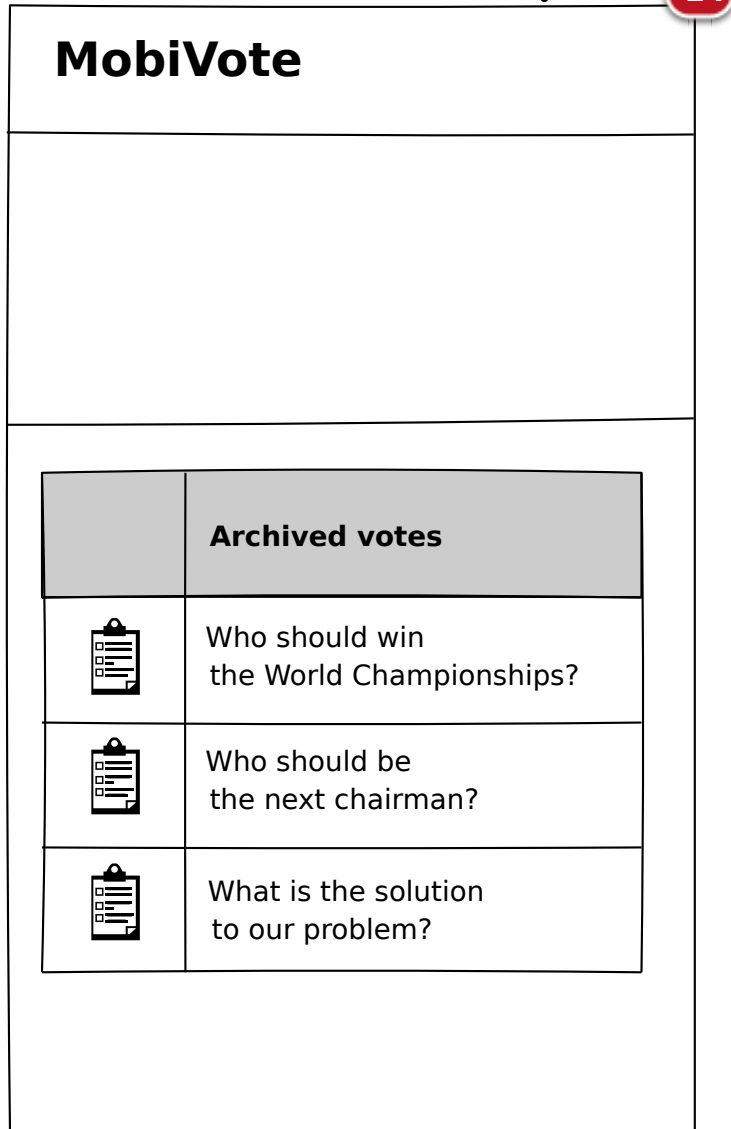 MobiVote
Archived votes
Who should win
the World Championships?
Who should be
the next chairman?
What is the solution
to our problem?